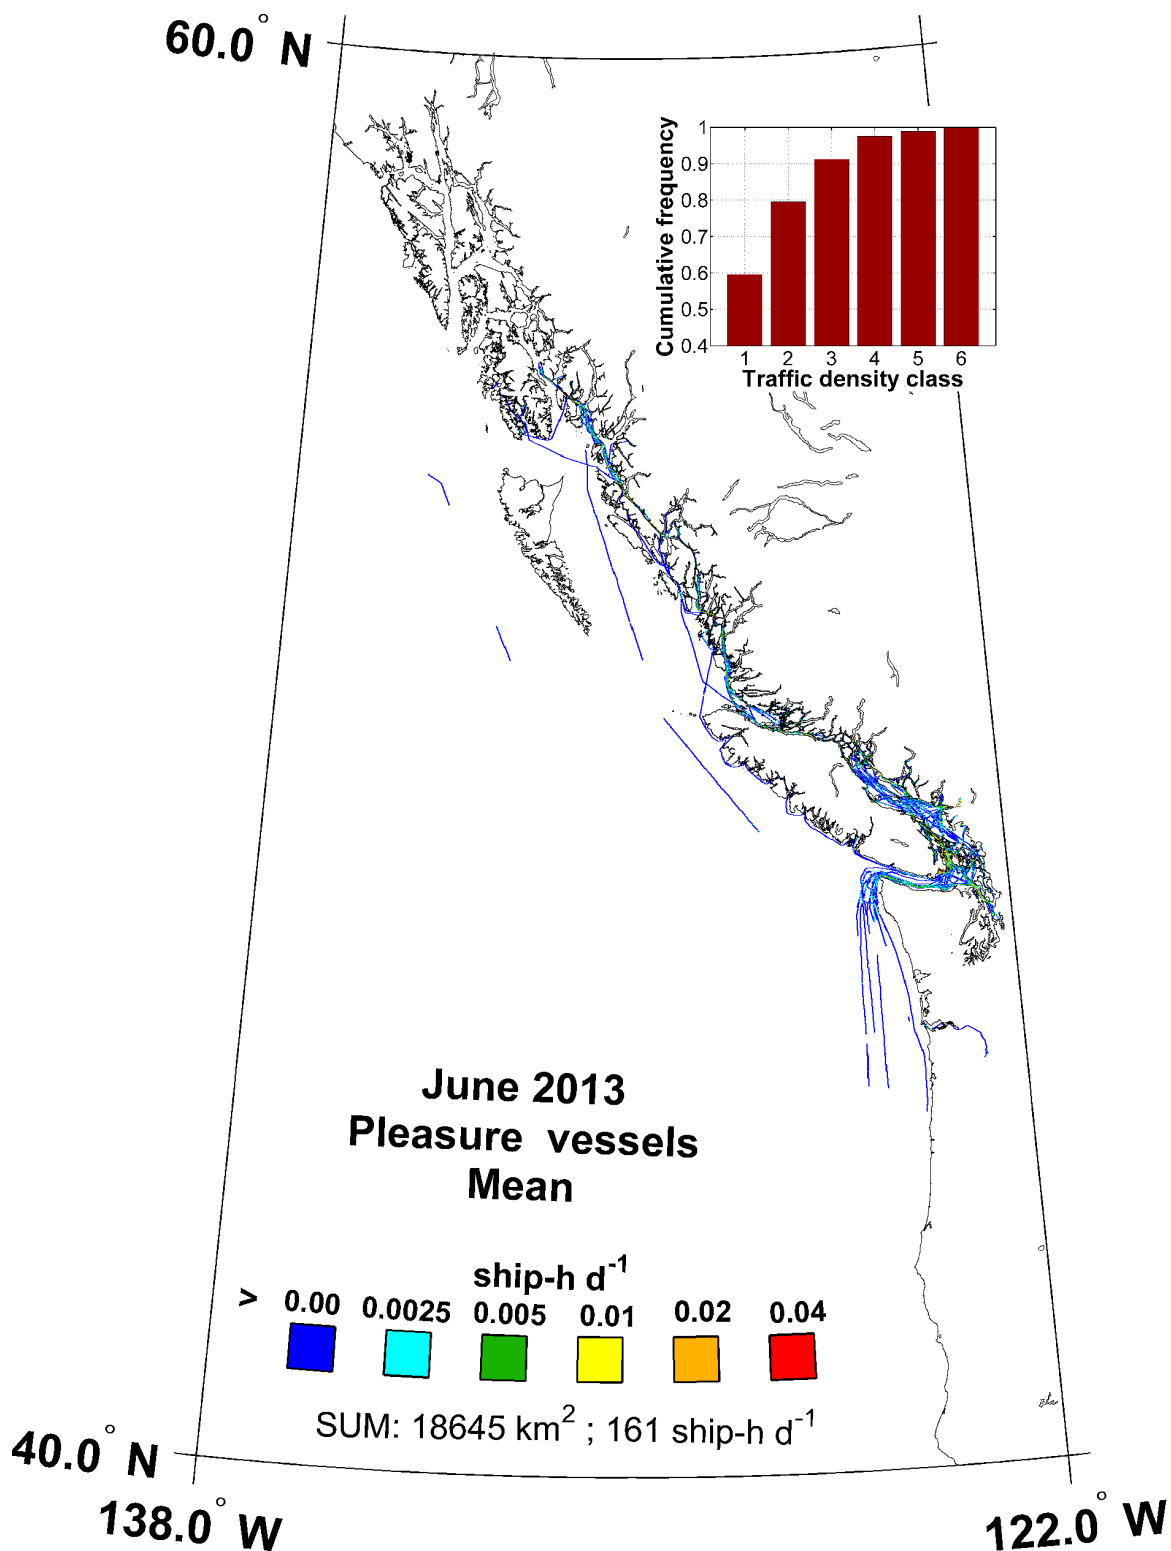 60.0° N
Cumulative frequency
1
0.9
0.8
0.7
0.6
0.5
0.4
1 2 3 4 5 6
Traffic density class
June 2013
Pleasure vessels
Mean
ship-h d⁻¹
> 0.00 0.0025 0.005 0.01 0.02 0.04
SUM: 18645 km² ; 161 ship-h d⁻¹
40.0° N
138.0° W
122.0° W